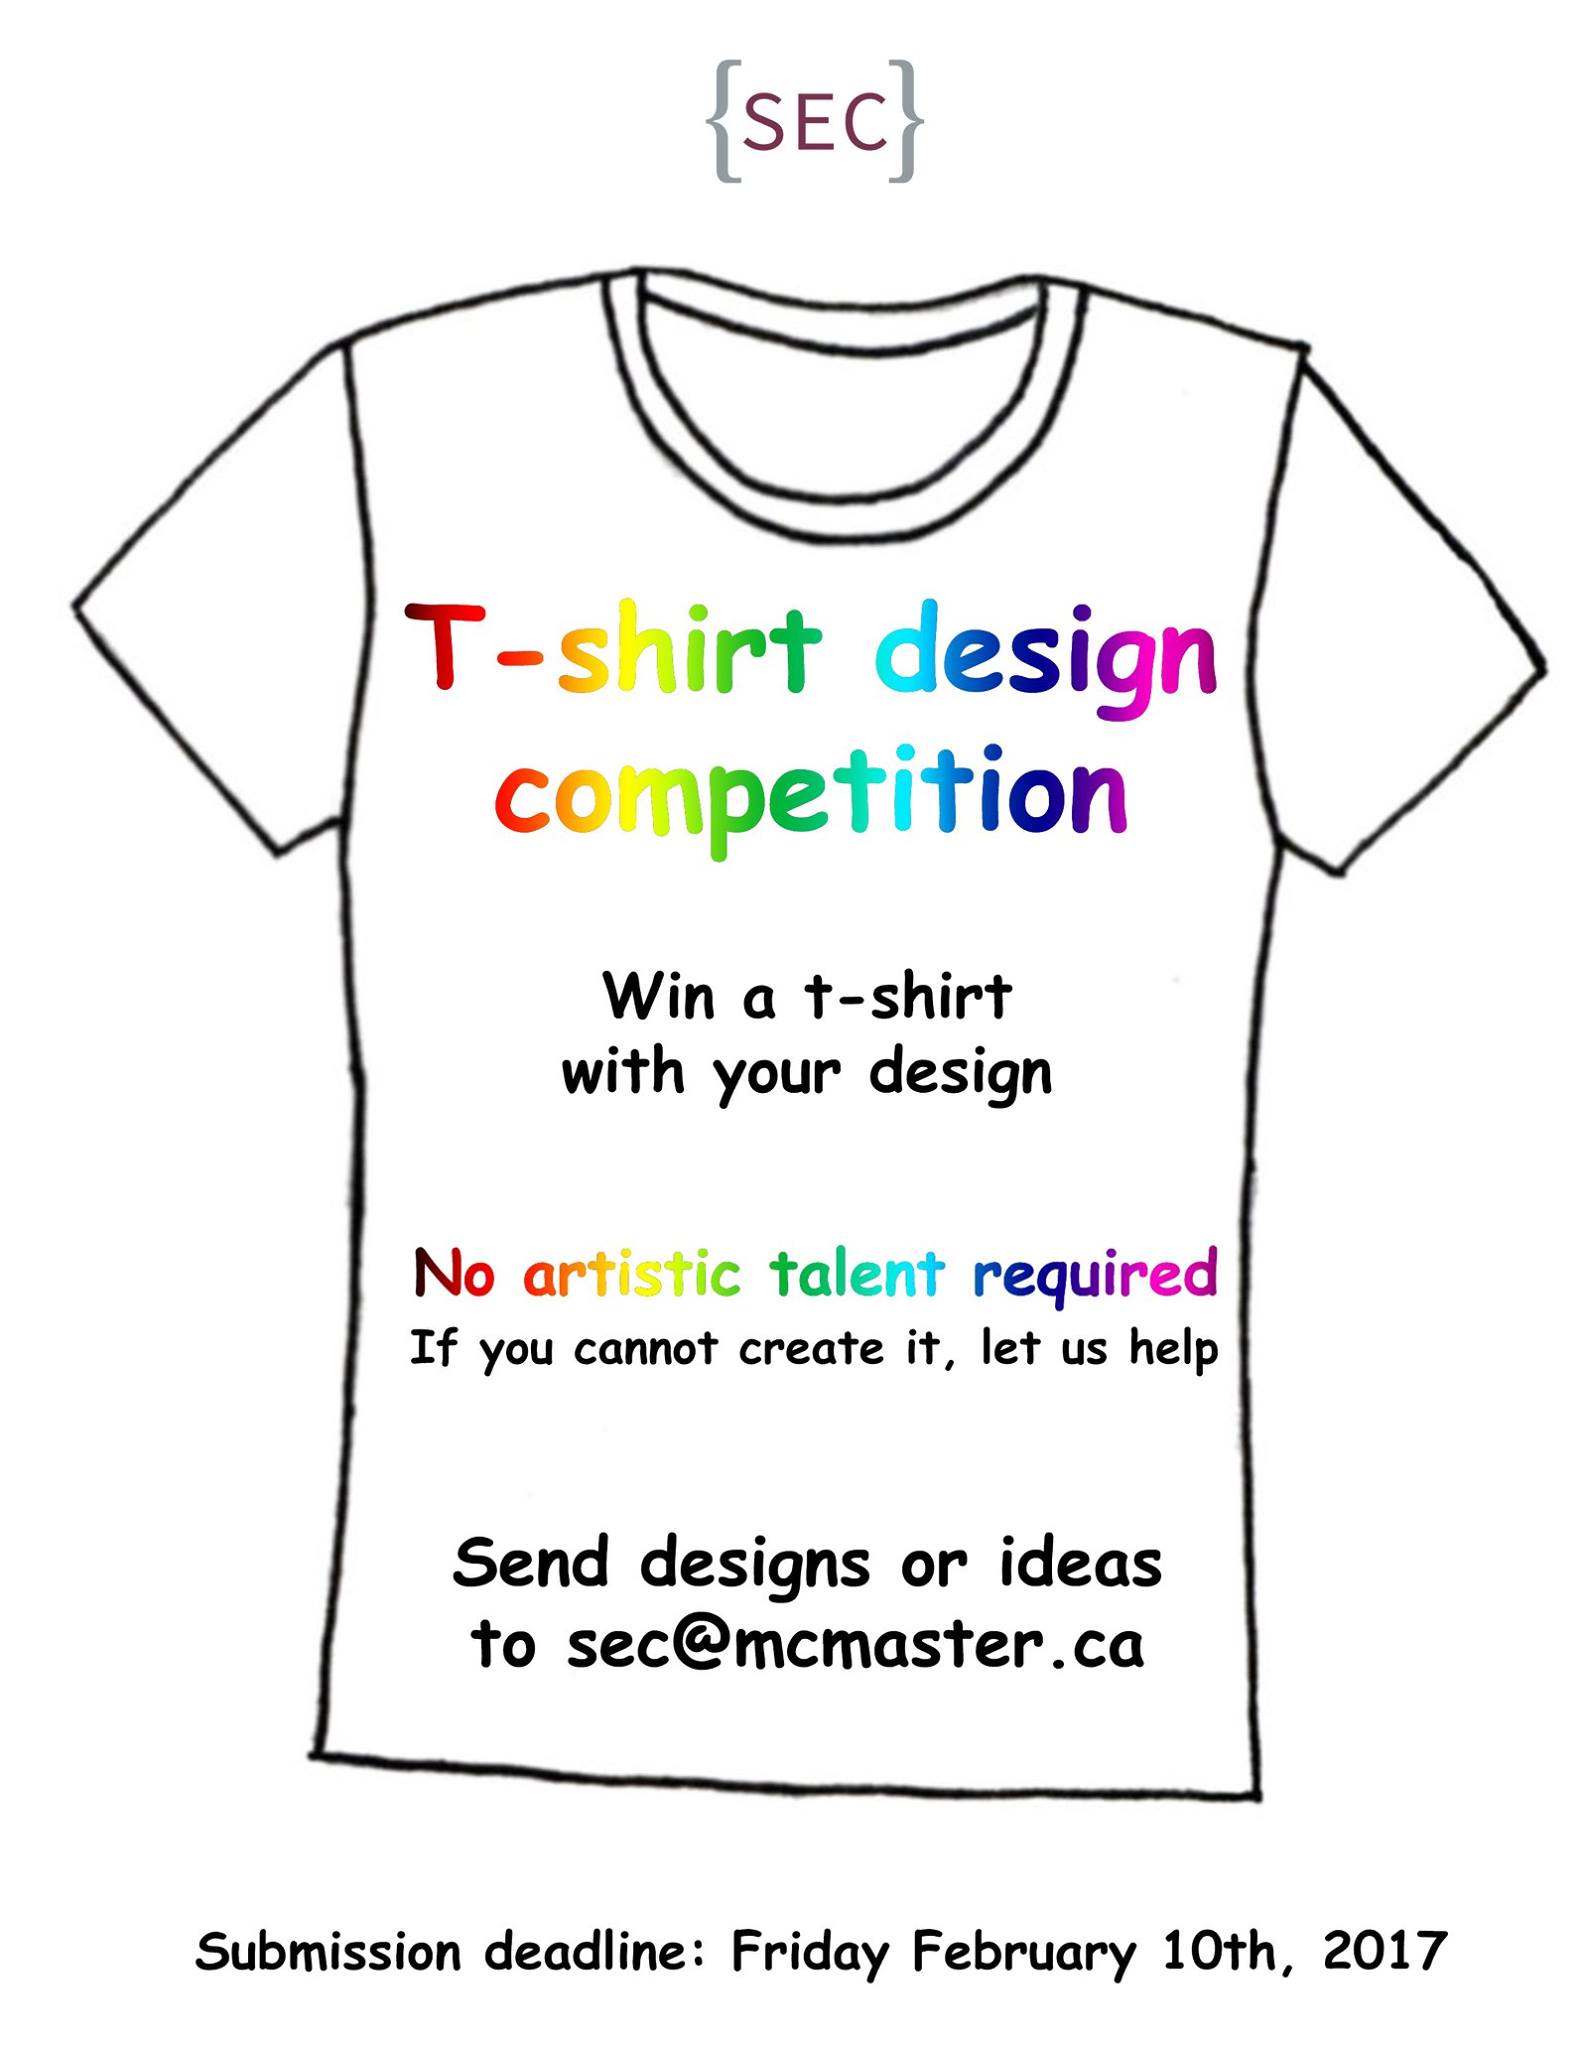 {SEC}
T-shirt design
competition
Win a t-shirt
with your design
No artistic talent required
If you cannot create it, let us help
Send designs or ideas
to sec@mcmaster.ca
Submission deadline: Friday February 10th, 2017